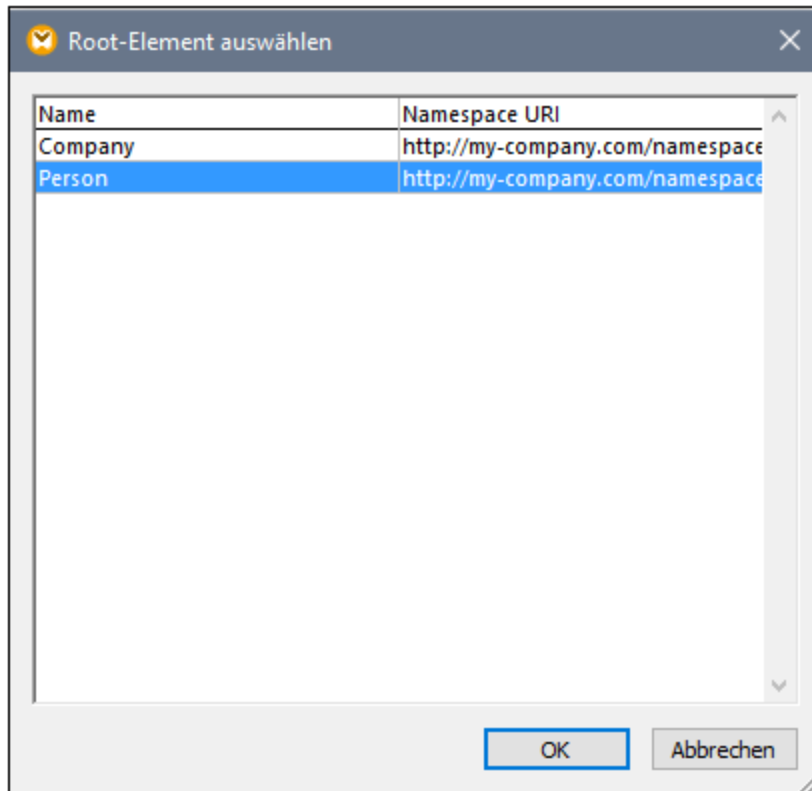 Root-Element auswählen
Name Namespace URI
Company http://my-company.com/namespace
Person http://my-company.com/namespace
OK Abbrechen